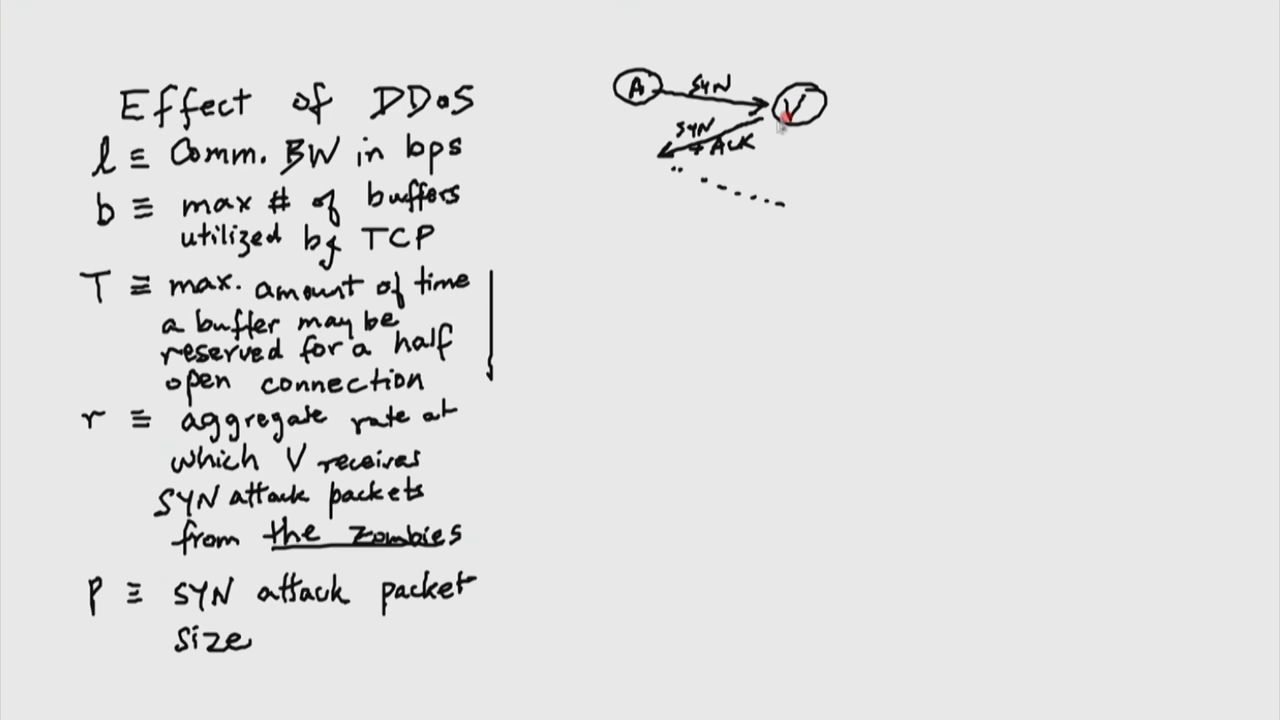 Effect of DDoS
l ≡ Comm. BW in bps
b ≡ max # of buffers
utilized by TCP
T ≡ max. amount of time
a buffer may be
reserved for a half
open connection
r ≡ aggregate rate at
which V receives
SYN attack packets
from the zombies
P ≡ SYN attack packet
size
A SYN V
SYN
+ ACK